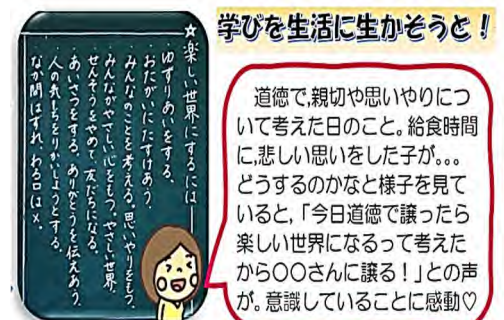 学びを生活に生かそうと！
☆楽しい世界にするには――
ゆずりあいをする。
おたがいにたすけあう。
みんなのことを考える。思いやりをもつ。
みんながやさしい心をもつ。やさしい世界
せんそうをやめて、友だちになる。
あいさつをする。ありがとうを伝えあう。
人の気もちをりかいしようとする。
なか間はずれ、わる口は×。
道徳で,親切や思いやりにつ
いて考えた日のこと。給食時間
に,悲しい思いをした子が。。。
どうするのかなと様子を見て
いると,「今日道徳で譲ったら
楽しい世界になるって考えた
から〇〇さんに譲る！」との声
が。意識していることに感動♡